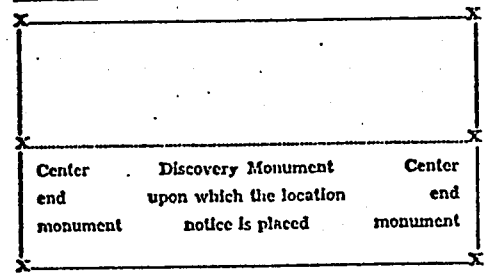 X X
X X
Center Discovery Monument Center
end upon which the location end
monument notice is placed monument
X X